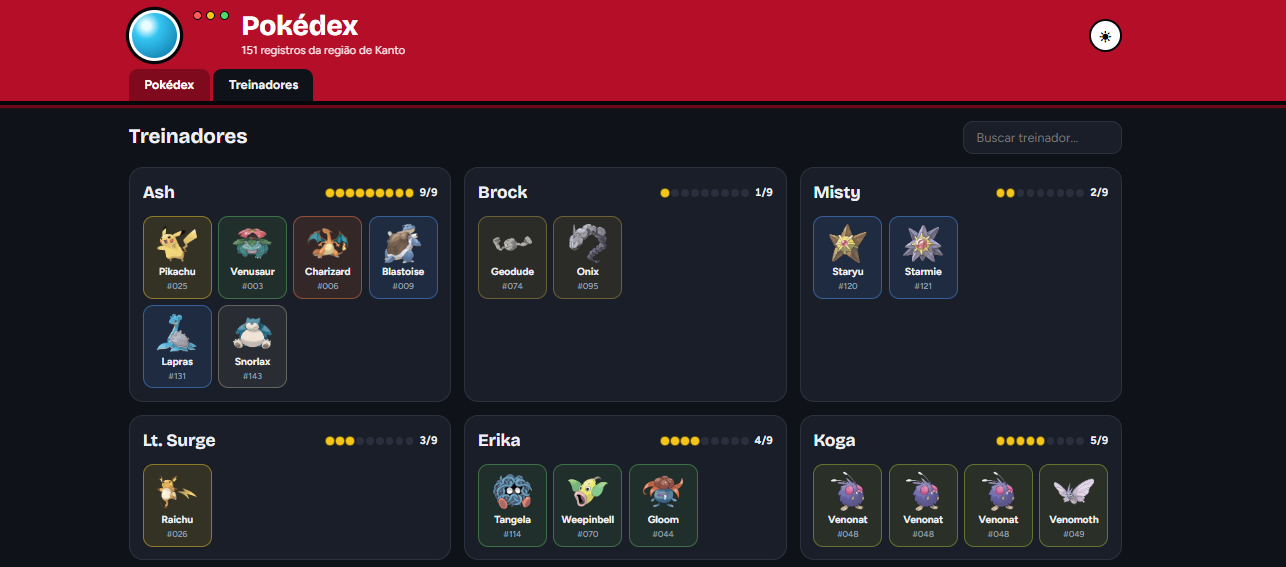 Pokédex
151 registros da região de Kanto
Pokédex
Treinadores
Treinadores
Buscar treinador...
Ash
9/9
Pikachu
#025
Venusaur
#003
Charizard
#006
Blastoise
#009
Lapras
#131
Snorlax
#143
Brock
1/9
Geodude
#074
Onix
#095
Misty
2/9
Staryu
#120
Starmie
#121
Lt. Surge
3/9
Raichu
#026
Erika
4/9
Tangela
#114
Weepinbell
#070
Gloom
#044
Koga
5/9
Venonat
#048
Venonat
#048
Venonat
#048
Venomoth
#049